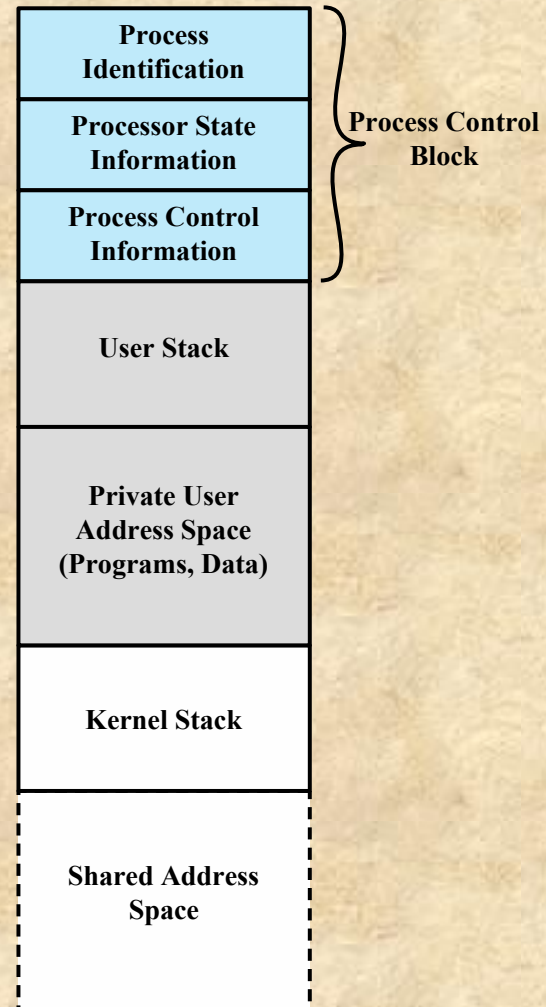 Process
Identification
Processor State
Information
Process Control
Information
Process Control
Block
User Stack
Private User
Address Space
(Programs, Data)
Kernel Stack
Shared Address
Space